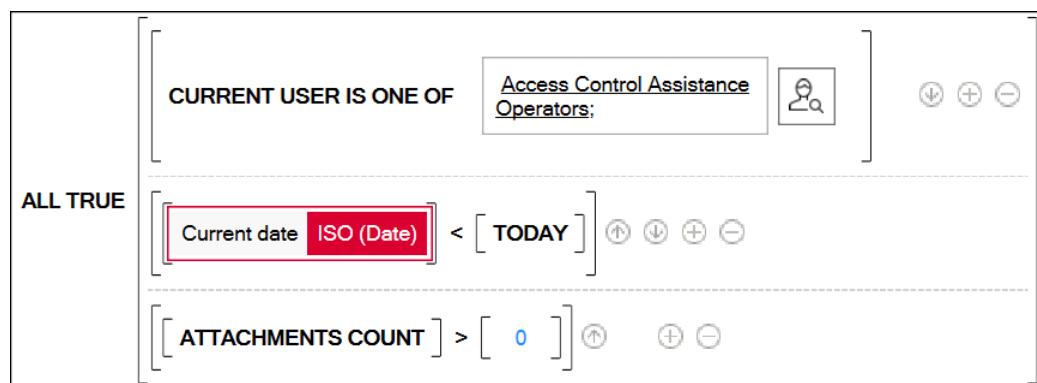 CURRENT USER IS ONE OF Access Control Assistance
Operators;
ALL TRUE
Current date ISO (Date) < TODAY
ATTACHMENTS COUNT > 0